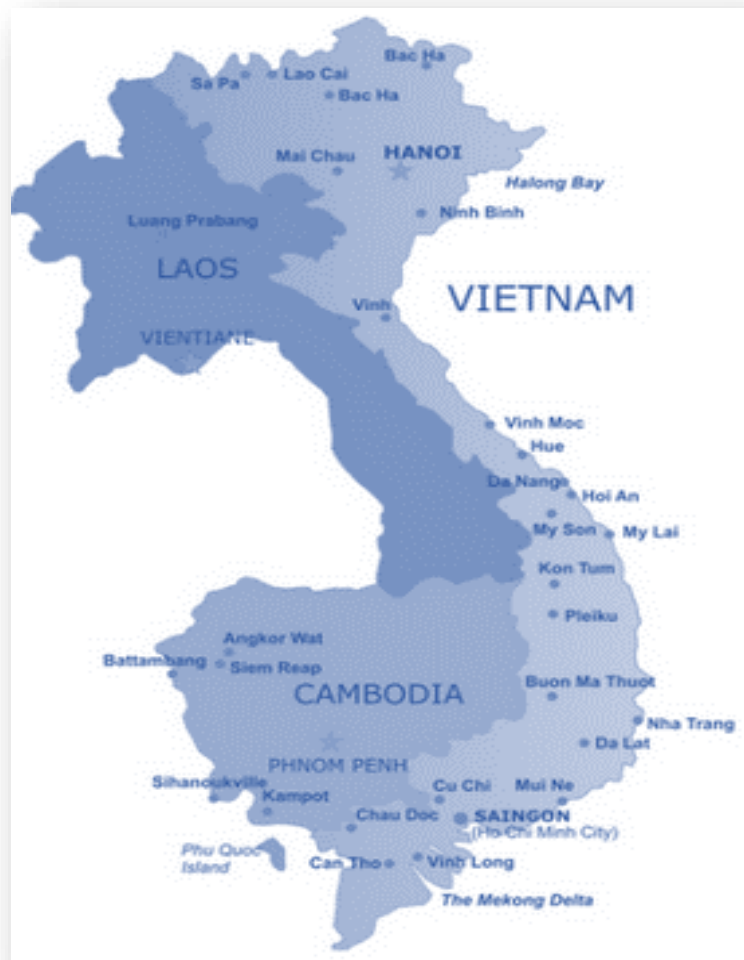 Bac Ha
Sa Pa
Lao Cai
Bac Ha
Mai Chau
HANOI
Halong Bay
Ninh Binh
Luang Prabang
LAOS
VIETNAM
Vinh
VIENTIANE
Vinh Moc
Hue
Da Nang
Hoi An
My Son
My Lai
Kon Tum
Pleiku
Angkor Wat
Battambang
Siem Reap
CAMBODIA
Buon Ma Thuot
Nha Trang
Da Lat
PHNOM PENH
Sihanoukville
Cu Chi
Mui Ne
Kampot
Chau Doc
SAINGON
(Ho Chi Minh City)
Phu Quoc
Island
Can Tho
Vinh Long
The Mekong Delta